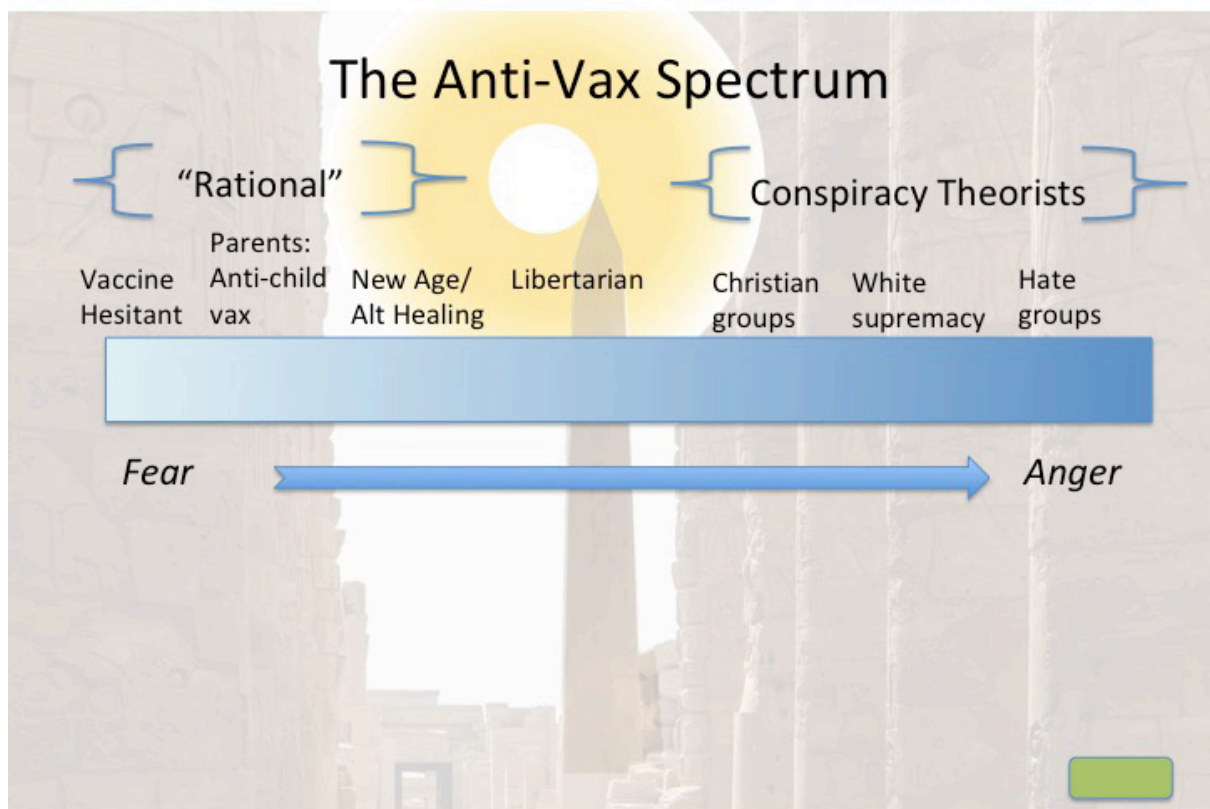 The Anti-Vax Spectrum
“Rational”
Conspiracy Theorists
Vaccine
Hesitant
Parents:
Anti-child
vax
New Age/
Alt Healing
Libertarian
Christian
groups
White
supremacy
Hate
groups
Fear
Anger